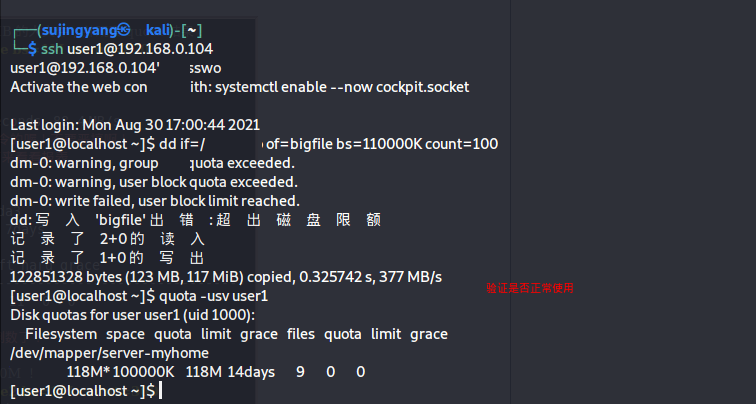 (sujingyang㉿ kali)-[~]
$ ssh user1@192.168.0.104
user1@192.168.0.104' sswo
Activate the web con ith: systemctl enable --now cockpit.socket
Last login: Mon Aug 30 17:00:44 2021
[user1@localhost ~]$ dd if=/ of=bigfile bs=110000K count=100
dm-0: warning, group quota exceeded.
dm-0: warning, user block quota exceeded.
dm-0: write failed, user block limit reached.
dd: 写 入 'bigfile' 出 错 : 超 出 磁 盘 限 额
记 录 了 2+0 的 读 入
记 录 了 1+0 的 写 出
122851328 bytes (123 MB, 117 MiB) copied, 0.325742 s, 377 MB/s
[user1@localhost ~]$ quota -usv user1
验证是否正常使用
Disk quotas for user user1 (uid 1000):
Filesystem space quota limit grace files quota limit grace
/dev/mapper/server-myhome
118M* 100000K 118M 14days 9 0 0
[user1@localhost ~]$